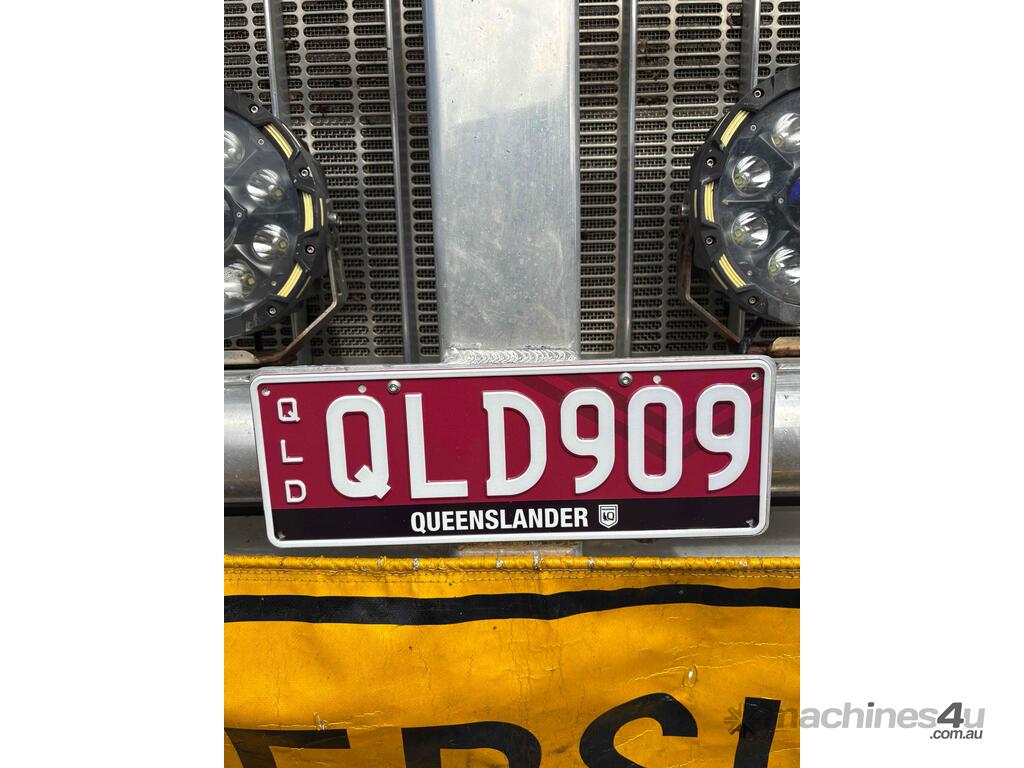 QLD
QLD909
QUEENSLANDER
machines4u
.com.au